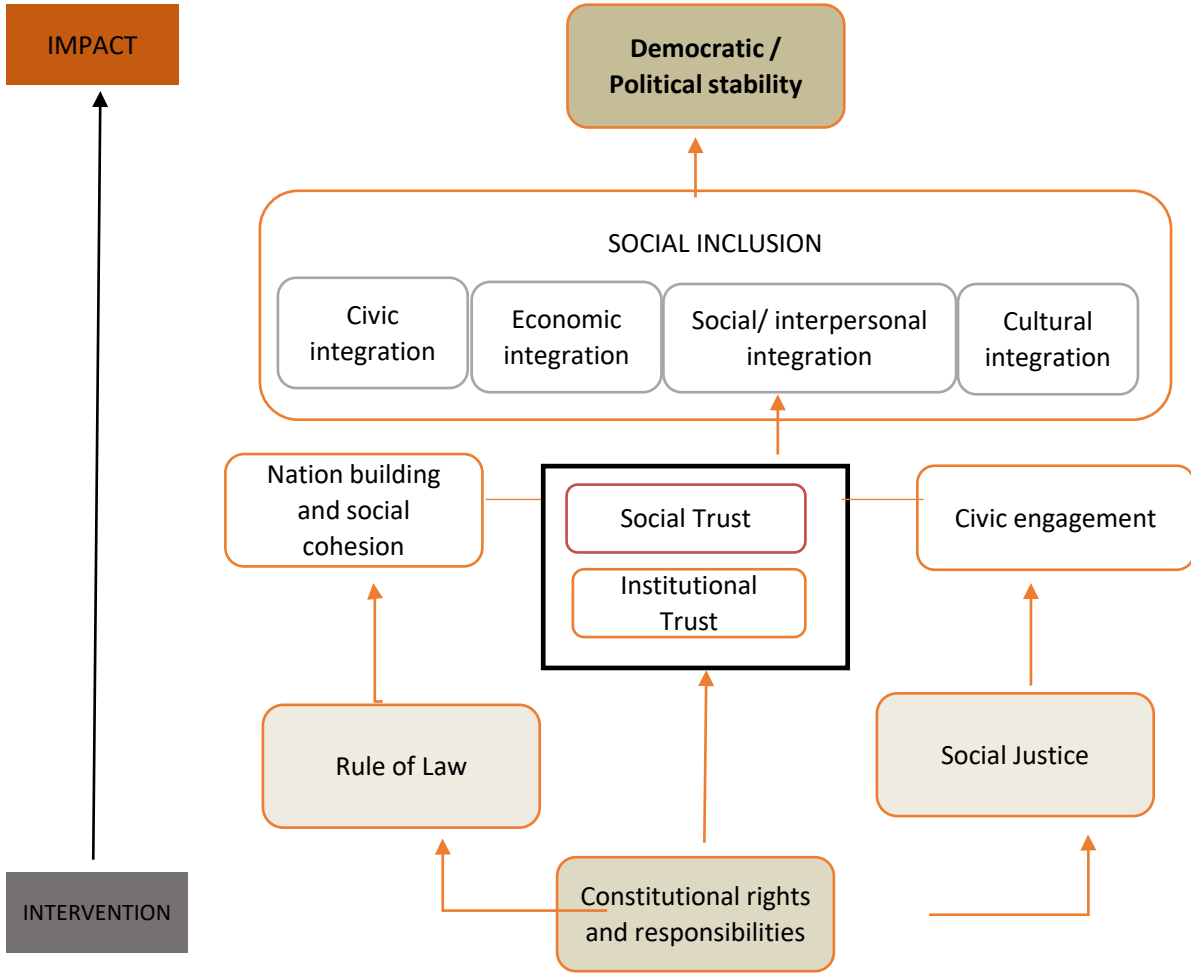 IMPACT
Democratic /
Political stability
SOCIAL INCLUSION
Civic
integration
Economic
integration
Social/ interpersonal
integration
Cultural
integration
Nation building
and social
cohesion
Social Trust
Institutional
Trust
Civic engagement
Rule of Law
Social Justice
INTERVENTION
Constitutional rights
and responsibilities